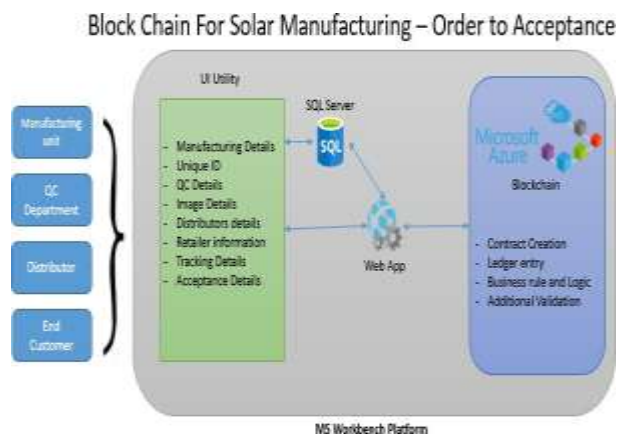 Block Chain For Solar Manufacturing – Order to Acceptance
UI Utility
Manufacturing
unit
QC
Department
Distributor
End
Customer
- Manufacturing Details
- Unique ID
- QC Details
- Image Details
- Distributors details
- Retailer information
- Tracking Details
- Acceptance Details
SQL Server
SQL
Web App
Microsoft
Azure
Blockchain
- Contract Creation
- Ledger entry
- Business rule and Logic
- Additional Validation
MS Workbench Platform